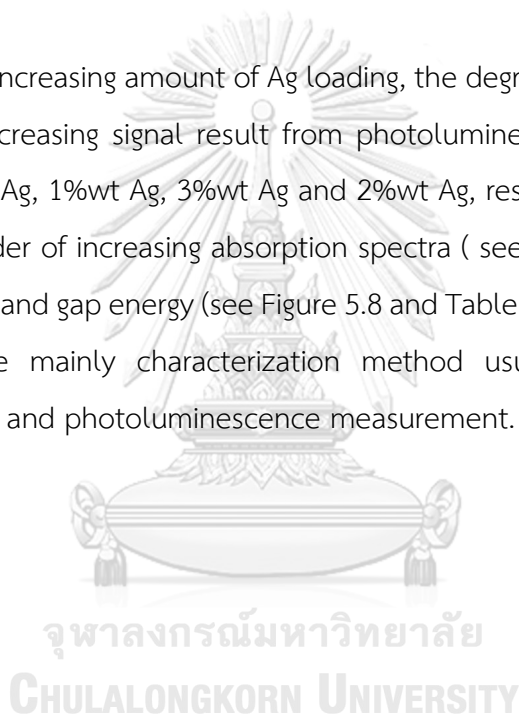 ncreasing amount of Ag loading, the degr
creasing signal result from photolumine
Ag, 1%wt Ag, 3%wt Ag and 2%wt Ag, res
der of increasing absorption spectra ( see
and gap energy (see Figure 5.8 and Table
e mainly characterization method usu
and photoluminescence measurement.
จุฬาลงกรณ์มหาวิทยาลัย
CHULALONGKORN UNIVERSITY